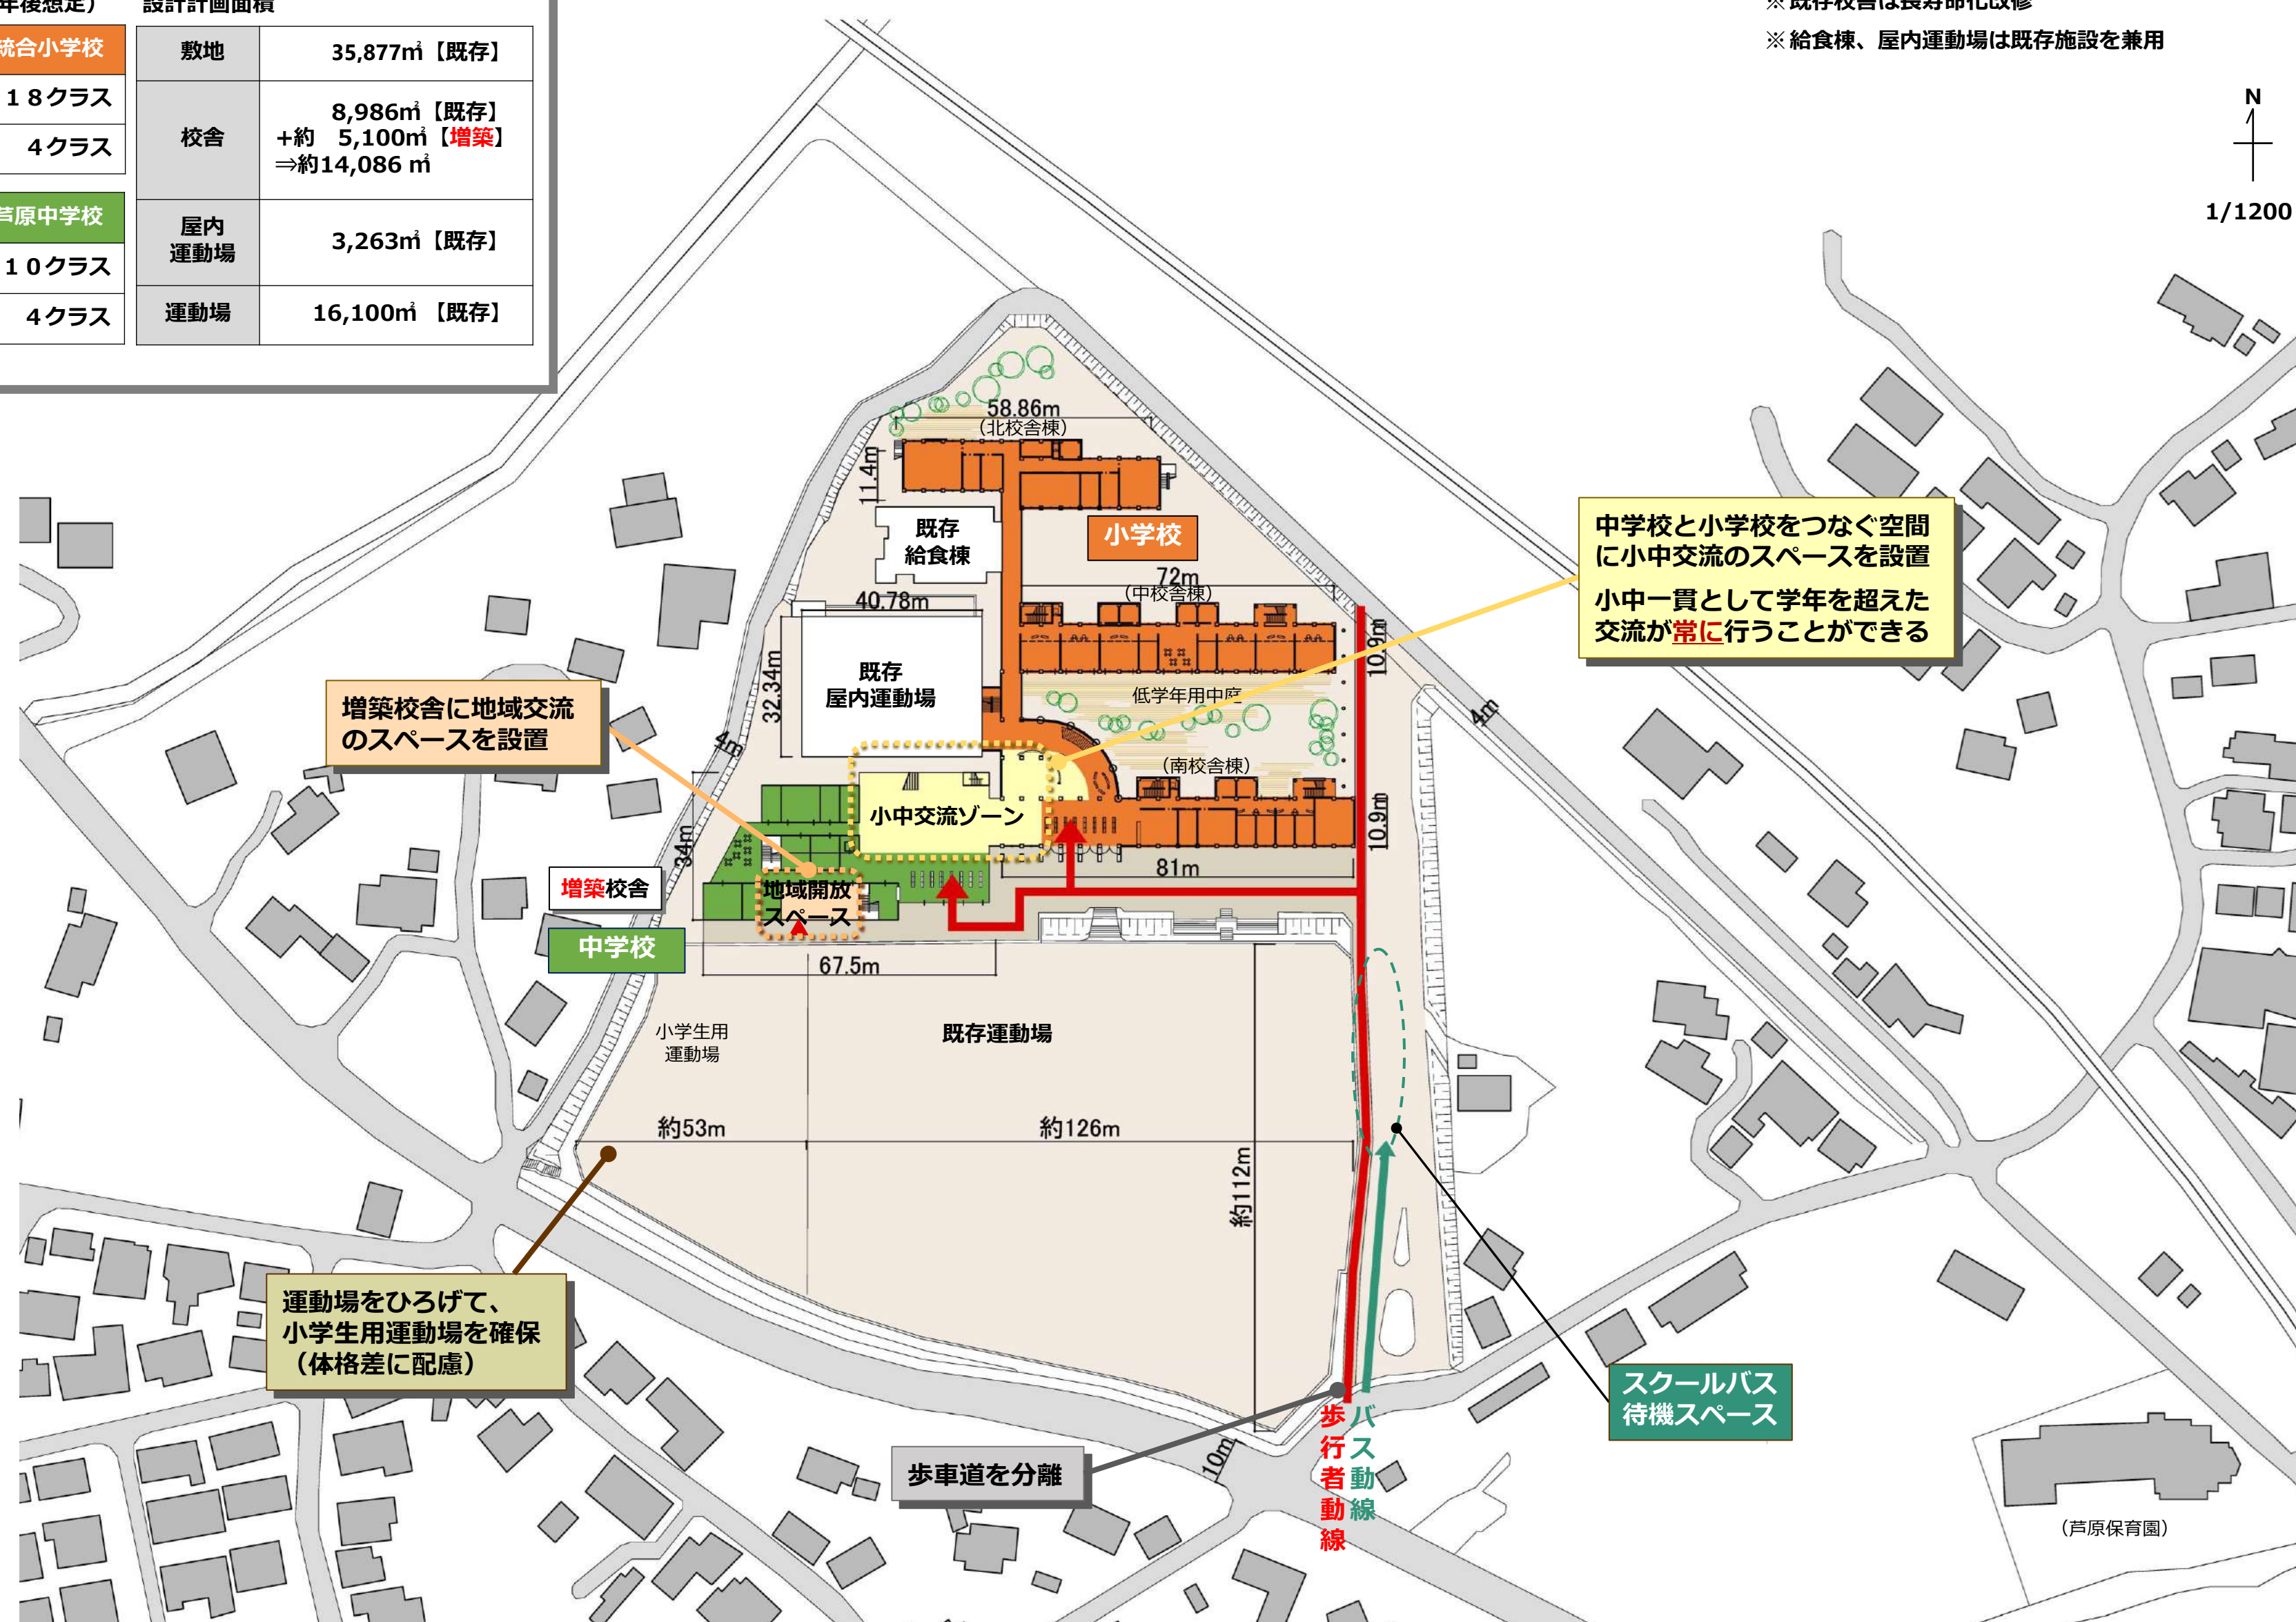 年後想定）
設計計画面積
統合小学校
１８クラス
４クラス
芦原中学校
１０クラス
４クラス
敷地
35,877㎡【既存】
校舎
8,986㎡【既存】
+約 5,100㎡【増築】
⇒約14,086 ㎡
屋内
運動場
3,263㎡【既存】
運動場
16,100㎡【既存】
※既存校舎は長寿命化改修
※給食棟、屋内運動場は既存施設を兼用
N
1/1200
58.86m
（北校舎棟）
11.4m
既存
給食棟
小学校
72m
（中校舎棟）
40.78m
10.9m
32.34m
既存
屋内運動場
低学年用中庭
4m
4m
中学校と小学校をつなぐ空間
に小中交流のスペースを設置
小中一貫として学年を超えた
交流が常に行うことができる
増築校舎に地域交流
のスペースを設置
（南校舎棟）
小中交流ゾーン
10.9m
34m
81m
増築校舎
地域開放
スペース
中学校
67.5m
小学生用
運動場
既存運動場
約53m
約126m
約112m
運動場をひろげて、
小学生用運動場を確保
（体格差に配慮）
スクールバス
待機スペース
歩車道を分離
10m
歩行者動線
バス動線
（芦原保育園）